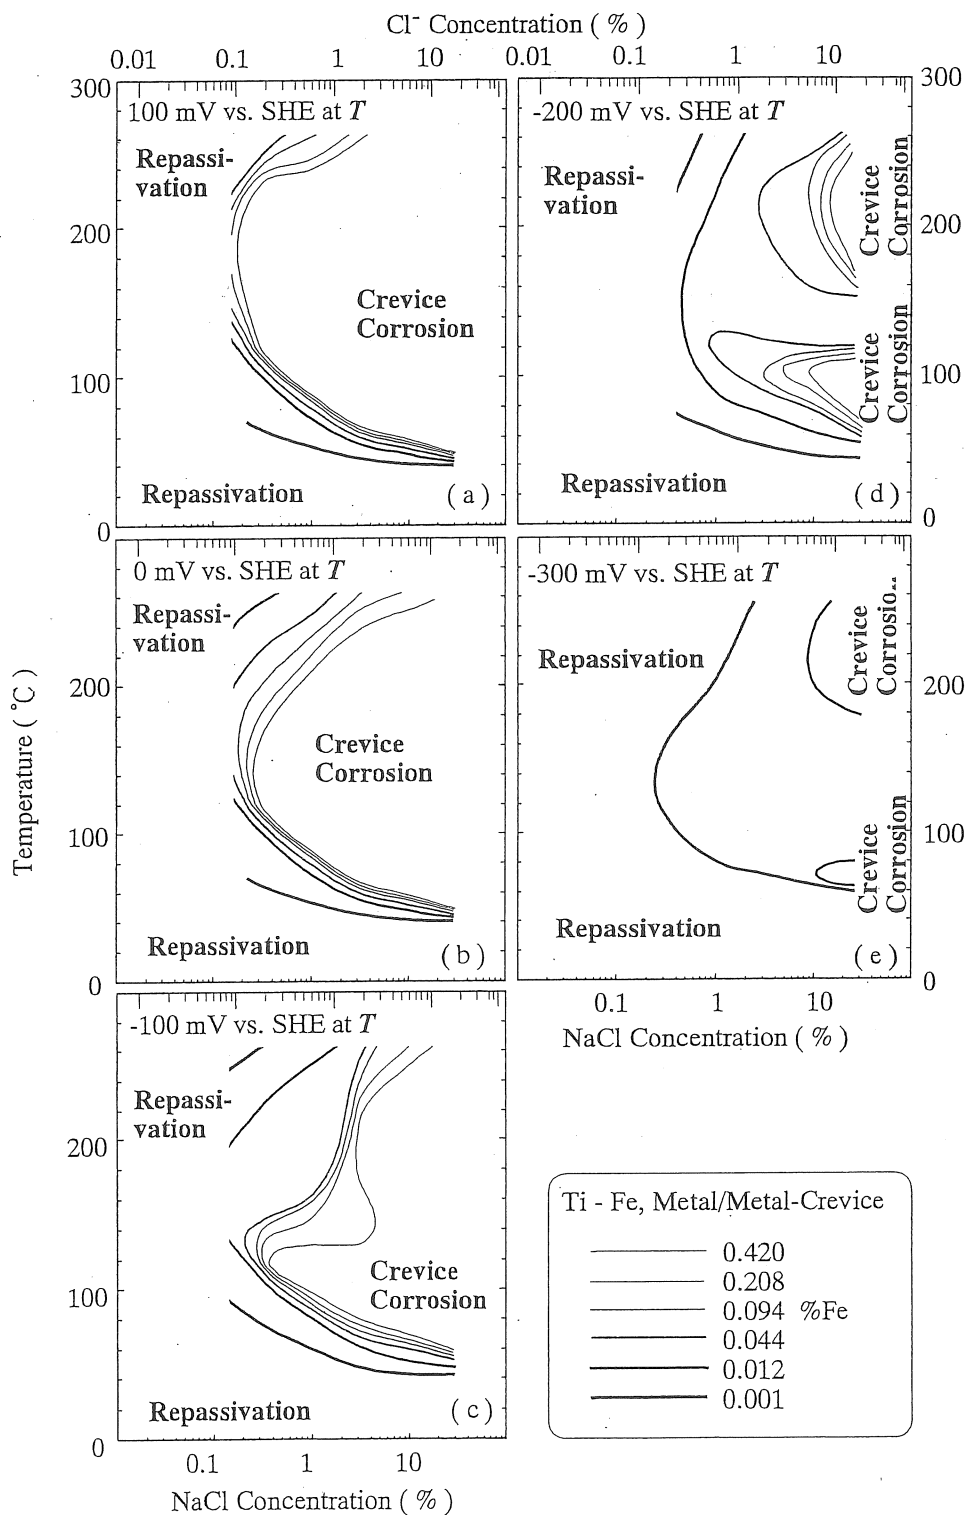 Cl⁻ Concentration ( % )
0.01 0.1 1 10 0.01 0.1 1 10
300
100 mV vs. SHE at T
Repassi-
vation
200
Crevice
Corrosion
100
Repassivation
( a )
0
-200 mV vs. SHE at T
300
Repassi-
vation
Crevice
Corrosion
200
Crevice
Corrosion
100
Repassivation
( d )
0
0 mV vs. SHE at T
Repassi-
vation
200
Crevice
Corrosion
100
Repassivation
( b )
0
-300 mV vs. SHE at T
Repassivation
Crevice
200
Crevice
Corrosion
100
Repassivation
( e )
0
0.1 1 10
NaCl Concentration ( % )
Temperature ( °C )
-100 mV vs. SHE at T
Repassi-
vation
200
Crevice
Corrosion
100
Repassivation
( c )
0
0.1 1 10
NaCl Concentration ( % )
Ti - Fe, Metal/Metal-Crevice
0.420
0.208
0.094 %Fe
0.044
0.012
0.001